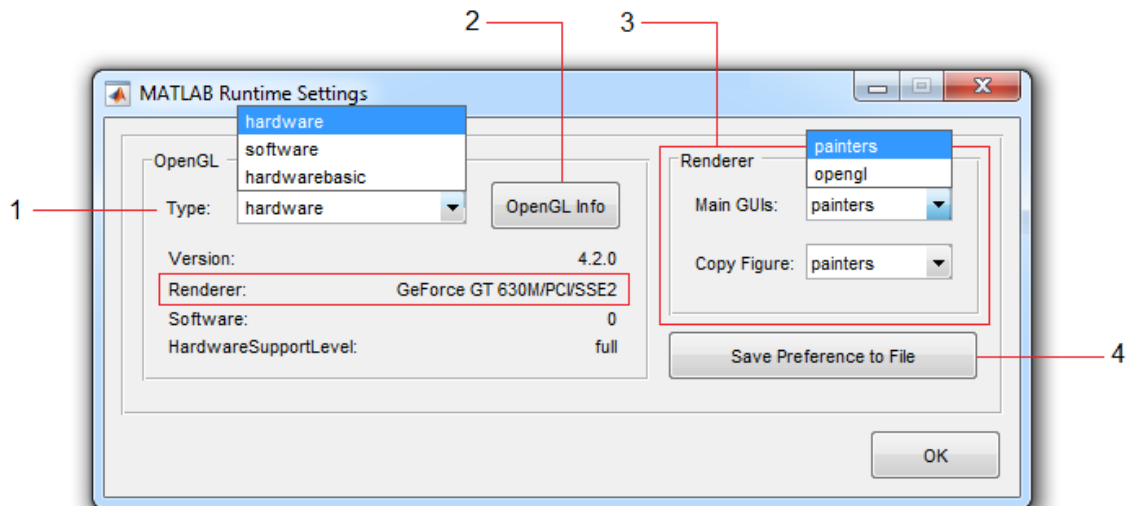 2
3
MATLAB Runtime Settings
hardware
software
hardwarebasic
OpenGL
1
Type:
hardware
OpenGL Info
Version:
4.2.0
Renderer:
GeForce GT 630M/PCI/SSE2
Software:
0
HardwareSupportLevel:
full
Renderer
painters
opengl
Main GUIs:
painters
Copy Figure:
painters
Save Preference to File
4
OK